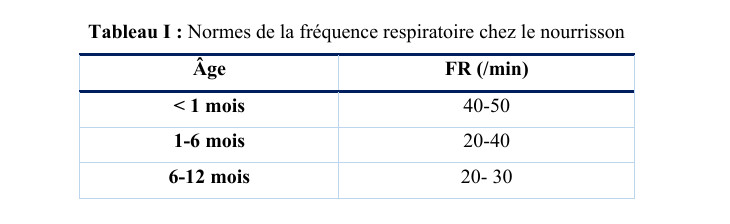 Tableau I : Normes de la fréquence respiratoire chez le nourrisson
Âge FR (/min)
< 1 mois 40-50
1-6 mois 20-40
6-12 mois 20- 30